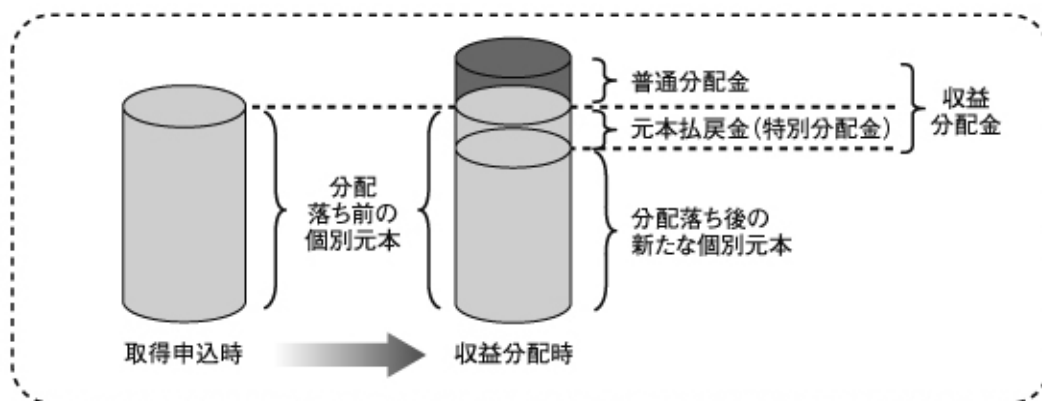 普通分配金
収益
分配金
元本払戻金(特別分配金)
分配
落ち前の
個別元本
分配落ち後の
新たな個別元本
取得申込時
収益分配時